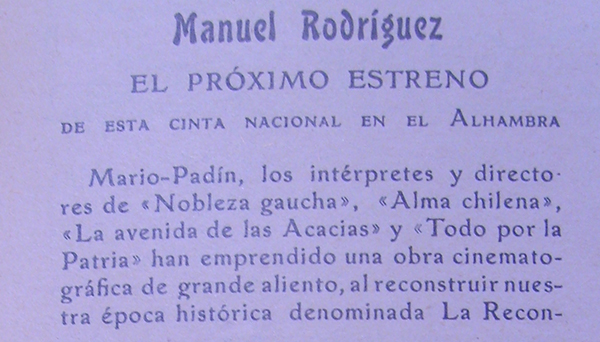 Manuel Rodríguez
EL PRÓXIMO ESTRENO
DE ESTA CINTA NACIONAL EN EL ALHAMBRA
Mario-Padín, los intérpretes y directo-
res de «Nobleza gaucha», «Alma chilena»,
«La avenida de las Acacias» y «Todo por la
Patria» han emprendido una obra cinemato-
gráfica de grande aliento, al reconstruir nues-
tra época histórica denominada La Recon-